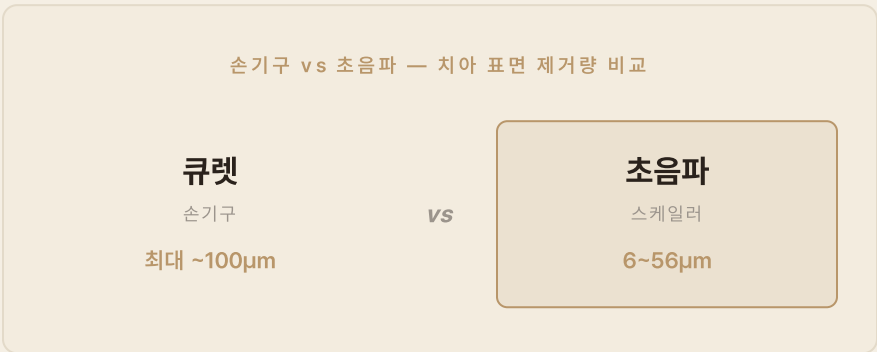 손기구 vs 초음파 — 치아 표면 제거량 비교
큐렛
손기구
최대 ~100μm
vs
초음파
스케일러
6~56μm